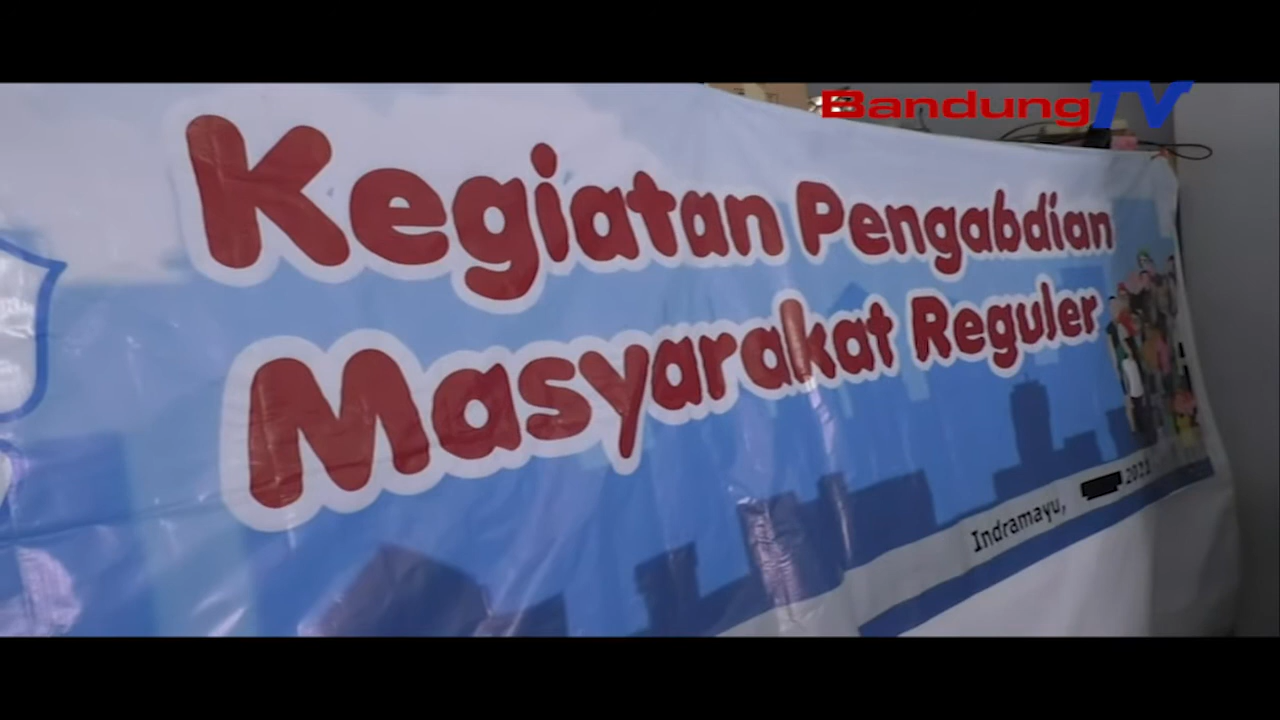 BandungTV
Kegiatan Pengabdian
Masyarakat Reguler
Indramayu,